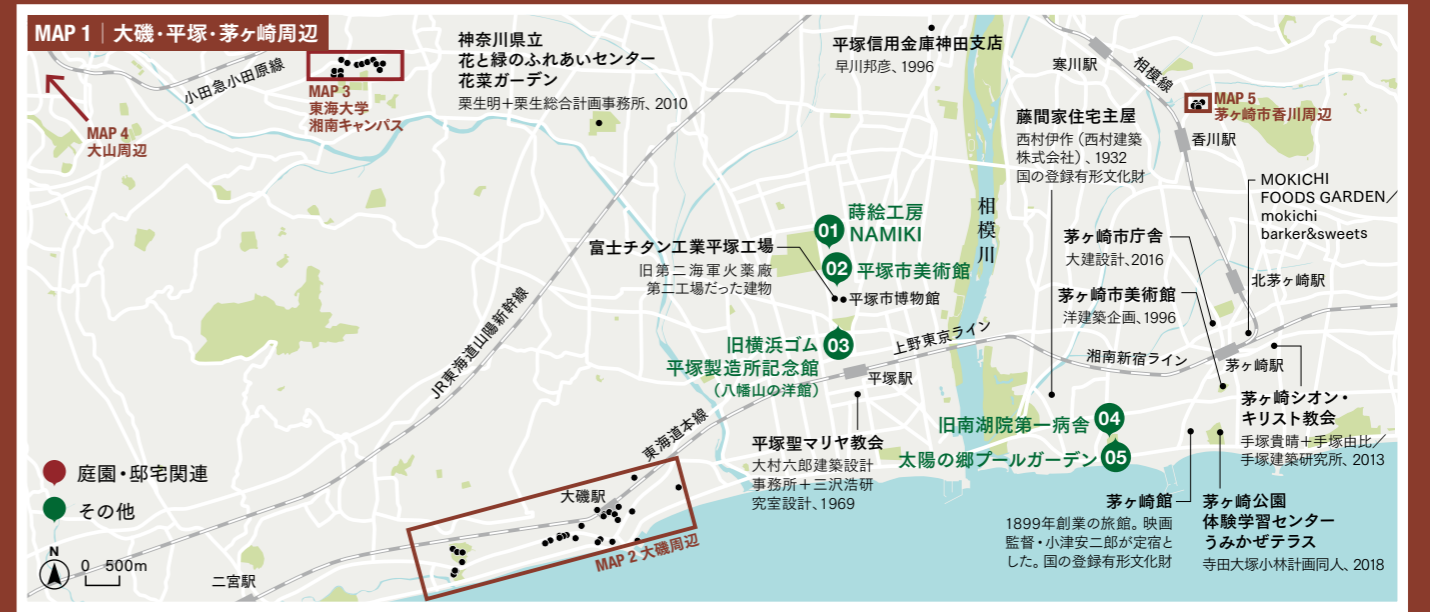 MAP 1｜大磯・平塚・茅ヶ崎周辺
小田急小田原線
MAP 3
東海大学
湘南キャンパス
MAP 4
大山周辺
神奈川県立
花と緑のふれあいセンター
花菜ガーデン
栗生明＋栗生総合計画事務所、2010
平塚信用金庫神田支店
早川邦彦、1996
寒川駅
相模線
MAP 5
茅ヶ崎市香川周辺
香川駅
藤間家住宅主屋
西村伊作（西村建築
株式会社）、1932
国の登録有形文化財
相模川
MOKICHI
FOODS GARDEN／
mokichi
barker&sweets
01
蒔絵工房
NAMIKI
富士チタン工業平塚工場
旧第二海軍火薬廠
第二工場だった建物
02
平塚市美術館
平塚市博物館
茅ヶ崎市庁舎
大建設計、2016
北茅ヶ崎駅
茅ヶ崎市美術館
洋建築企画、1996
JR東海道山陽新幹線
旧横浜ゴム
平塚製造所記念館
（八幡山の洋館）
03
上野東京ライン
湘南新宿ライン
平塚駅
茅ヶ崎駅
東海道本線
茅ヶ崎シオン・
キリスト教会
手塚貴晴＋手塚由比／
手塚建築研究所、2013
平塚聖マリヤ教会
大村六郎建築設計
事務所＋三沢浩研
究室設計、1969
旧南湖院第一病舎
04
太陽の郷プールガーデン
05
庭園・邸宅関連
その他
大磯駅
MAP 2 大磯周辺
茅ヶ崎館
1899年創業の旅館。映画
監督・小津安二郎が定宿と
した。国の登録有形文化財
茅ヶ崎公園
体験学習センター
うみかぜテラス
寺田大塚小林計画同人、2018
N
0 500m
二宮駅